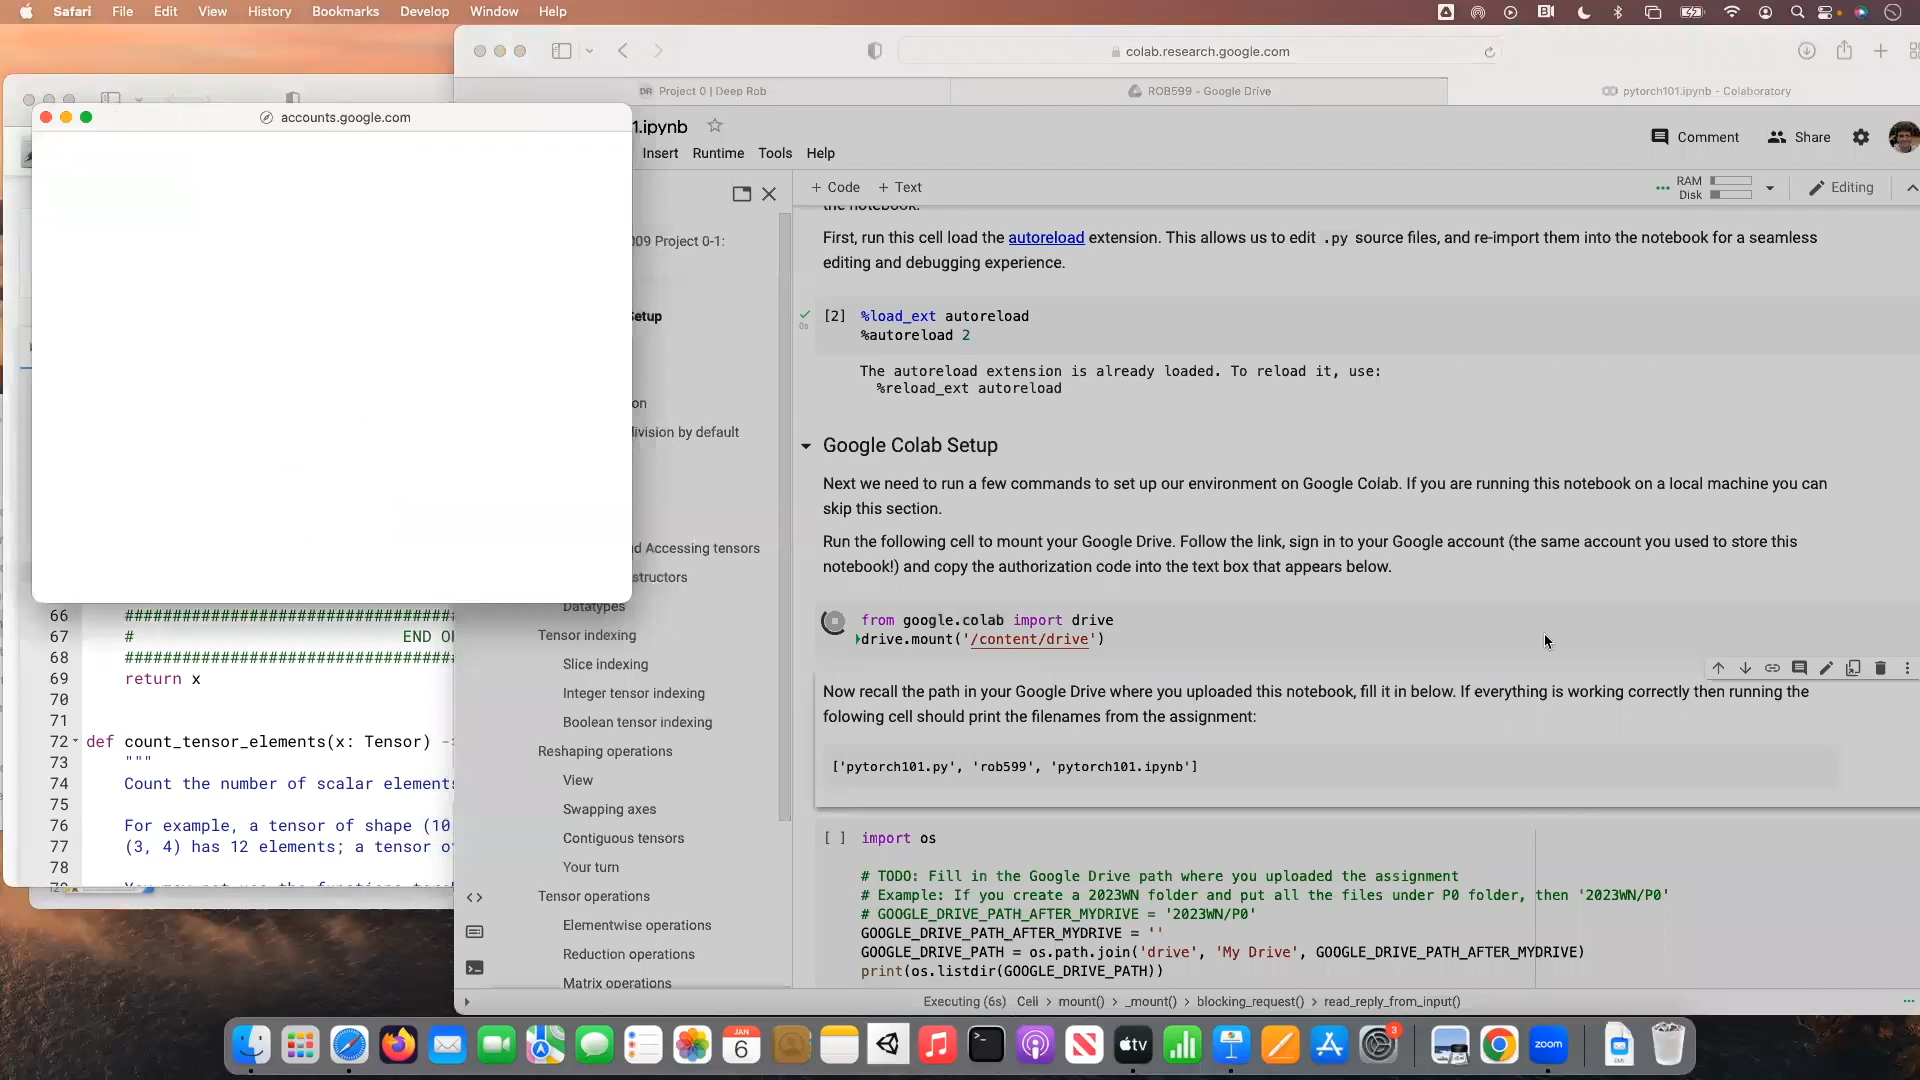 Safari File Edit View History Bookmarks Develop Window Help
colab.research.google.com
DR Project 0 | Deep Rob
ROB599 - Google Drive
pytorch101.ipynb - Colaboratory
accounts.google.com
1.ipynb
Comment Share
Insert Runtime Tools Help
+ Code + Text
RAM
Disk
Editing
the notebook.
009 Project 0-1:
First, run this cell load the autoreload extension. This allows us to edit .py source files, and re-import them into the notebook for a seamless
editing and debugging experience.
Setup
[2] %load_ext autoreload
0s
%autoreload 2
The autoreload extension is already loaded. To reload it, use:
%reload_ext autoreload
on
division by default
Google Colab Setup
Next we need to run a few commands to set up our environment on Google Colab. If you are running this notebook on a local machine you can
skip this section.
Run the following cell to mount your Google Drive. Follow the link, sign in to your Google account (the same account you used to store this
notebook!) and copy the authorization code into the text box that appears below.
nd Accessing tensors
structors
Datatypes
Tensor indexing
Slice indexing
Integer tensor indexing
Boolean tensor indexing
Reshaping operations
View
Swapping axes
Contiguous tensors
Your turn
Tensor operations
Elementwise operations
Reduction operations
Matrix operations
from google.colab import drive
drive.mount('/content/drive')
Now recall the path in your Google Drive where you uploaded this notebook, fill it in below. If everything is working correctly then running the
folowing cell should print the filenames from the assignment:
['pytorch101.py', 'rob599', 'pytorch101.ipynb']
[ ] import os
# TODO: Fill in the Google Drive path where you uploaded the assignment
# Example: If you create a 2023WN folder and put all the files under P0 folder, then '2023WN/P0'
# GOOGLE_DRIVE_PATH_AFTER_MYDRIVE = '2023WN/P0'
GOOGLE_DRIVE_PATH_AFTER_MYDRIVE = ''
GOOGLE_DRIVE_PATH = os.path.join('drive', 'My Drive', GOOGLE_DRIVE_PATH_AFTER_MYDRIVE)
print(os.listdir(GOOGLE_DRIVE_PATH))
Executing (6s) Cell > mount() > _mount() > blocking_request() > read_reply_from_input()
66 ##################################
67 # END O
68 ##################################
69 return x
70
71
72 def count_tensor_elements(x: Tensor) -
73 """
74 Count the number of scalar elements
75
76 For example, a tensor of shape (10
77 (3, 4) has 12 elements; a tensor o
78
JAN
6
tv
3
zoom